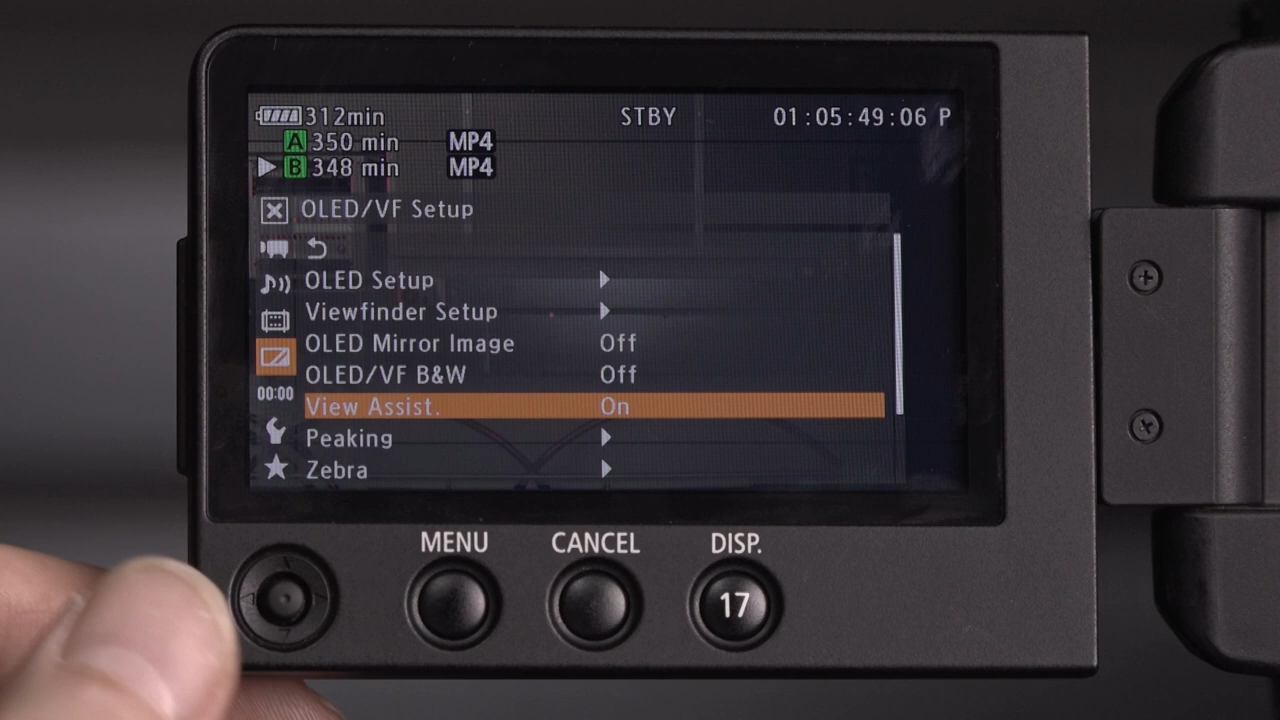 312min STBY 01:05:49:06 P
A 350 min MP4
B 348 min MP4
OLED/VF Setup
OLED Setup
Viewfinder Setup
OLED Mirror Image Off
OLED/VF B&W Off
00:00
View Assist. On
Peaking
Zebra
MENU CANCEL DISP.
17